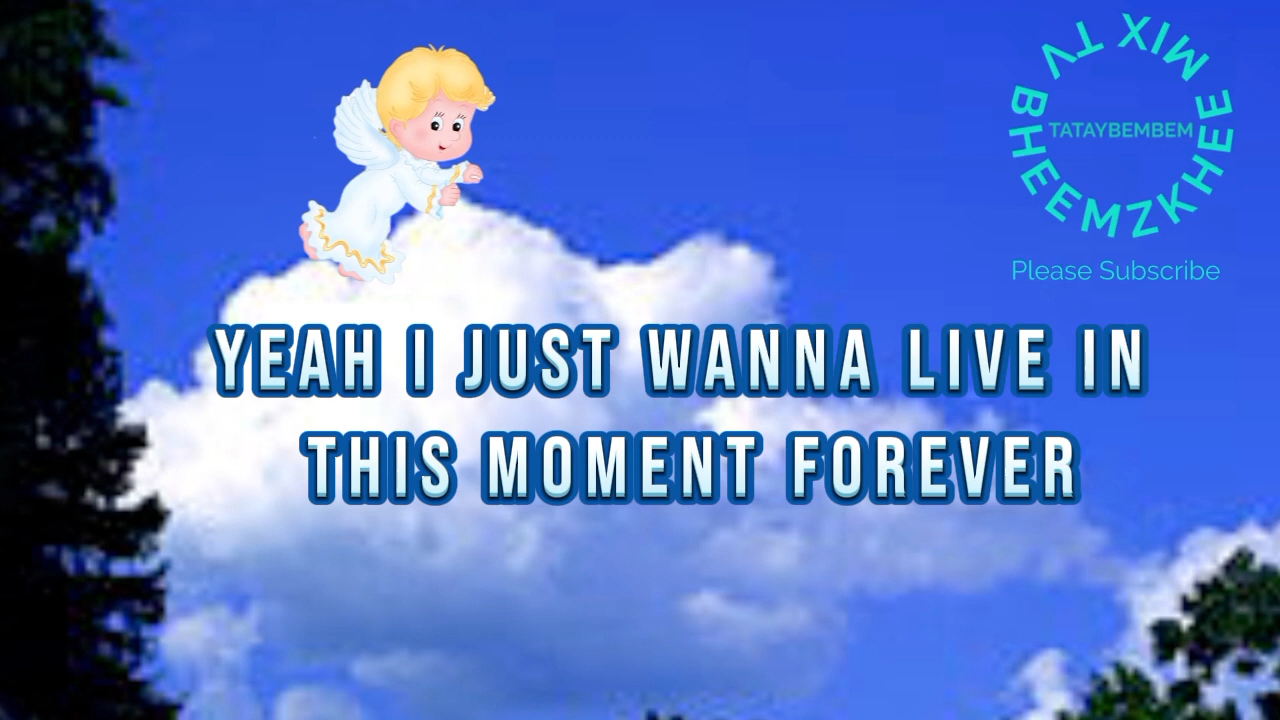 BHEEMZKHEE MIX TV
TATAYBEMBEM
Please Subscribe
YEAH I JUST WANNA LIVE IN
THIS MOMENT FOREVER